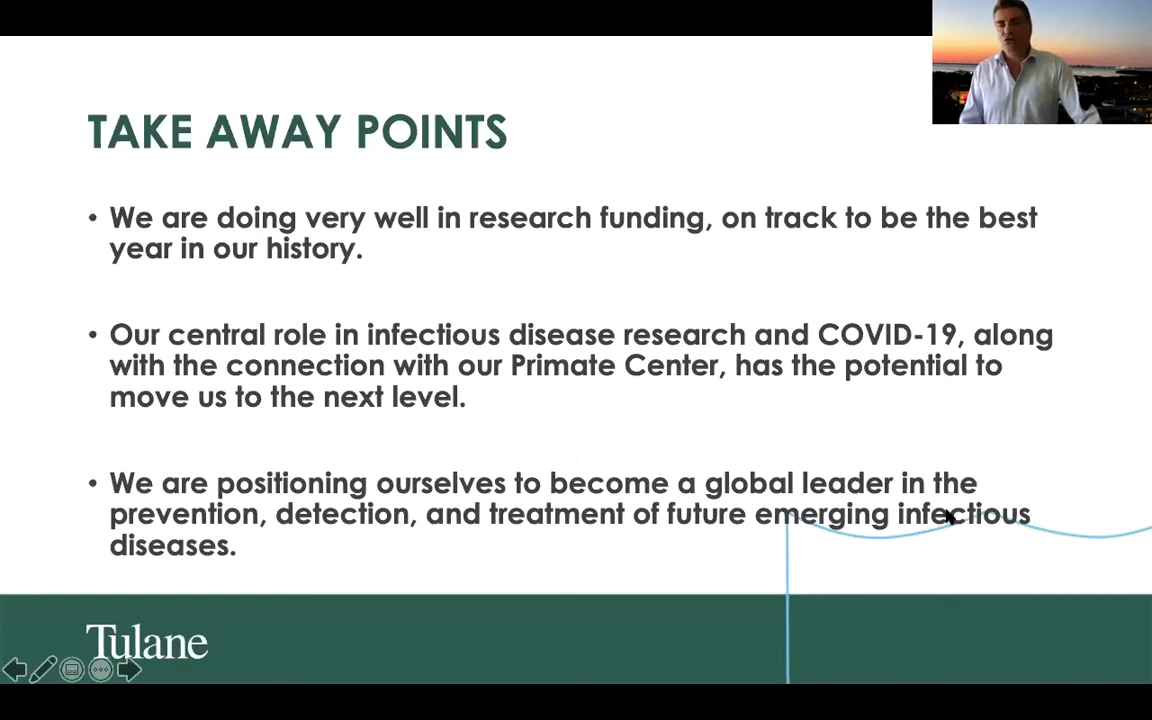 TAKE AWAY POINTS
• We are doing very well in research funding, on track to be the best
year in our history.
• Our central role in infectious disease research and COVID-19, along
with the connection with our Primate Center, has the potential to
move us to the next level.
• We are positioning ourselves to become a global leader in the
prevention, detection, and treatment of future emerging infectious
diseases.
Tulane